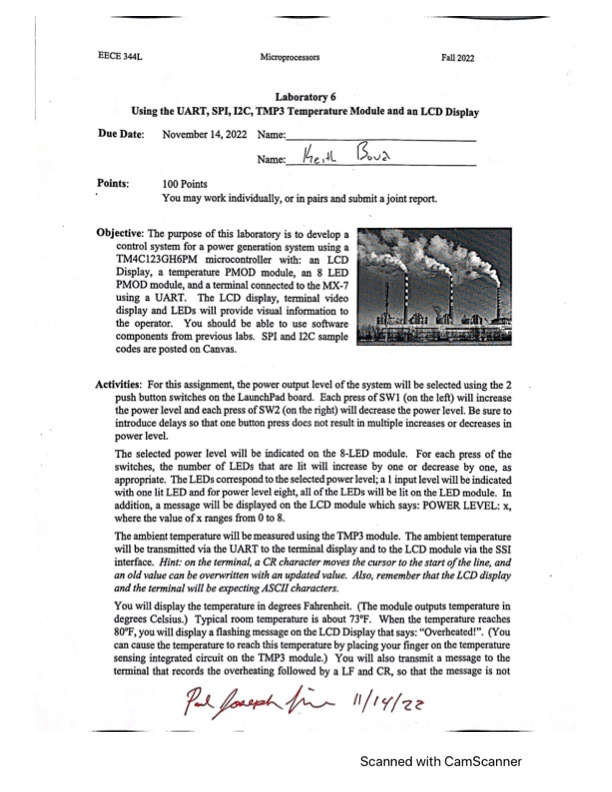 EECE 344L Microprocessors Fall 2022
Laboratory 6
Using the UART, SPI, I2C, TMP3 Temperature Module and an LCD Display
Due Date: November 14, 2022 Name:
Name: Keith
Points: 100 Points
You may work individually, or in pairs and submit a joint report.
Objective: The purpose of this laboratory is to develop a
control system for a power generation system using a
TM4C123GH6PM microcontroller with: an LCD
Display, a temperature PMOD module, an 8 LED
PMOD module, and a terminal connected to the MX-7
using a UART. The LCD display, terminal video
display and LEDs will provide visual information to
the operator. You should be able to use software
components from previous labs. SPI and I2C sample
codes are posted on Canvas.
Activities: For this assignment, the power output level of the system will be selected using the 2
push button switches on the LaunchPad board. Each press of SW1 (on the left) will increase
the power level and each press of SW2 (on the right) will decrease the power level. Be sure to
introduce delays so that one button press does not result in multiple increases or decreases in
power level.
The selected power level will be indicated on the 8-LED module. For each press of the
switches, the number of LEDs that are lit will increase by one or decrease by one, as
appropriate. The LEDs correspond to the selected power level; a 1 input level will be indicated
with one lit LED and for power level eight, all of the LEDs will be lit on the LED module. In
addition, a message will be displayed on the LCD module which says: POWER LEVEL: x,
where the value of x ranges from 0 to 8.
The ambient temperature will be measured using the TMP3 module. The ambient temperature
will be transmitted via the UART to the terminal display and to the LCD module via the SSI
interface. Hint: on the terminal, a CR character moves the cursor to the start of the line, and
an old value can be overwritten with an updated value. Also, remember that the LCD display
and the terminal will be expecting ASCII characters.
You will display the temperature in degrees Fahrenheit. (The module outputs temperature in
degrees Celsius.) Typical room temperature is about 73°F. When the temperature reaches
80°F, you will display a flashing message on the LCD Display that says: "Overheated!". (You
can cause the temperature to reach this temperature by placing your finger on the temperature
sensing integrated circuit on the TMP3 module.) You will also transmit a message to the
terminal that records the overheating followed by a LF and CR, so that the message is not
Joseph 11/14/22
Scanned with CamScanner